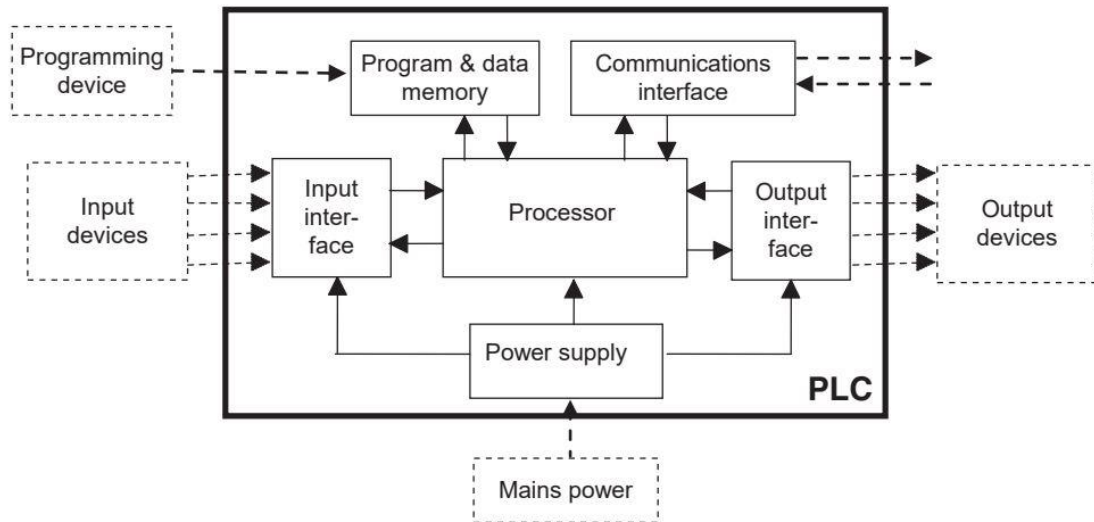 Programming
device
Program & data
memory
Communications
interface
Input
devices
Input
inter-
face
Processor
Output
inter-
face
Output
devices
Power supply
PLC
Mains power